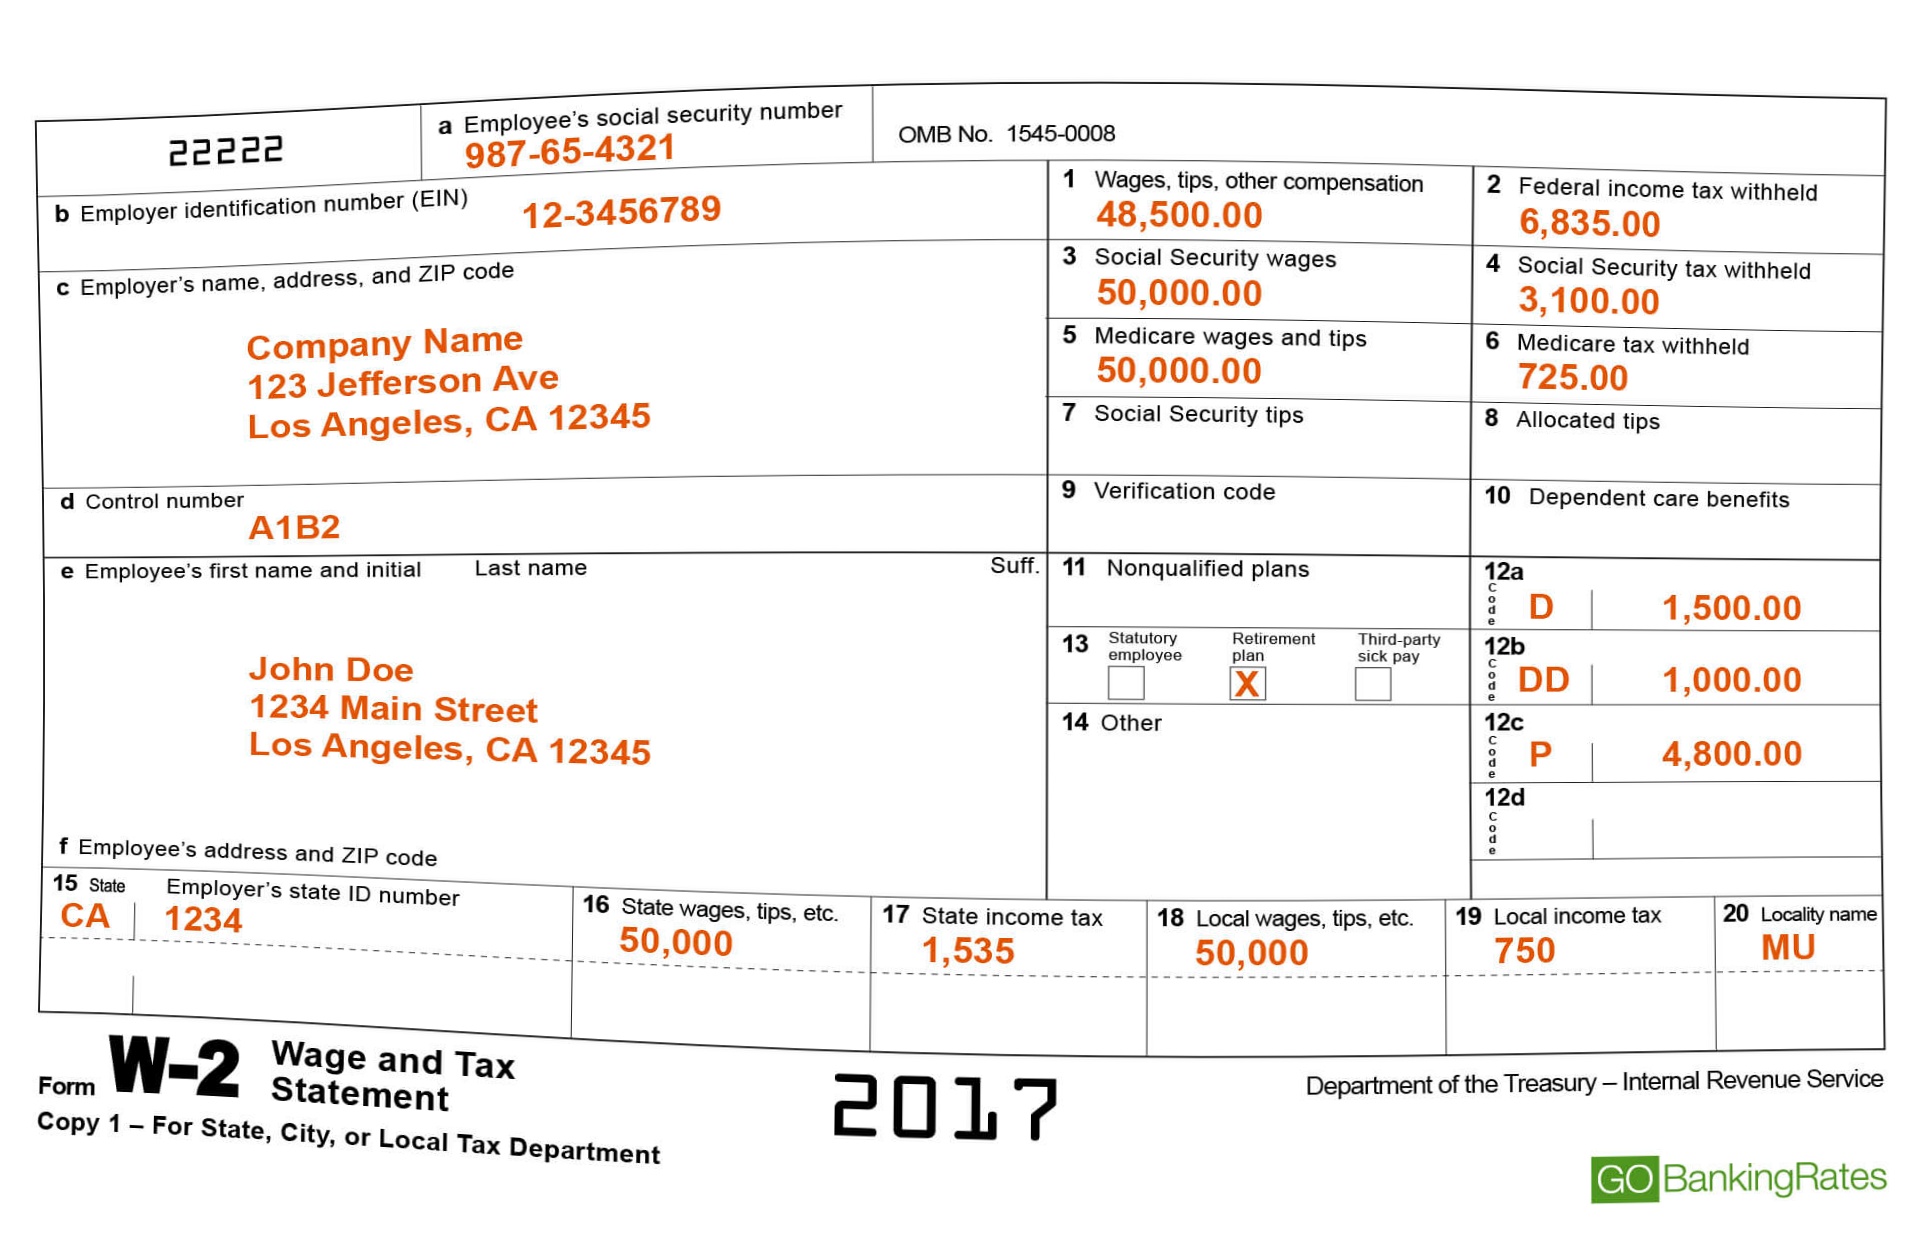 22222
a Employee's social security number
987-65-4321
OMB No. 1545-0008
b Employer identification number (EIN)
12-3456789
1 Wages, tips, other compensation
48,500.00
2 Federal income tax withheld
6,835.00
c Employer's name, address, and ZIP code
Company Name
123 Jefferson Ave
Los Angeles, CA 12345
3 Social Security wages
50,000.00
4 Social Security tax withheld
3,100.00
5 Medicare wages and tips
50,000.00
6 Medicare tax withheld
725.00
7 Social Security tips
8 Allocated tips
d Control number
A1B2
9 Verification code
10 Dependent care benefits
e Employee's first name and initial Last name Suff.
John Doe
1234 Main Street
Los Angeles, CA 12345
f Employee's address and ZIP code
11 Nonqualified plans
12a
Code D 1,500.00
13 Statutory employee Retirement plan Third-party sick pay
X
12b
Code DD 1,000.00
14 Other
12c
Code P 4,800.00
12d
Code
15 State Employer's state ID number
CA 1234
16 State wages, tips, etc.
50,000
17 State income tax
1,535
18 Local wages, tips, etc.
50,000
19 Local income tax
750
20 Locality name
MU
Form W-2 Wage and Tax
Statement
Copy 1 – For State, City, or Local Tax Department
2017
Department of the Treasury – Internal Revenue Service
GOBankingRates